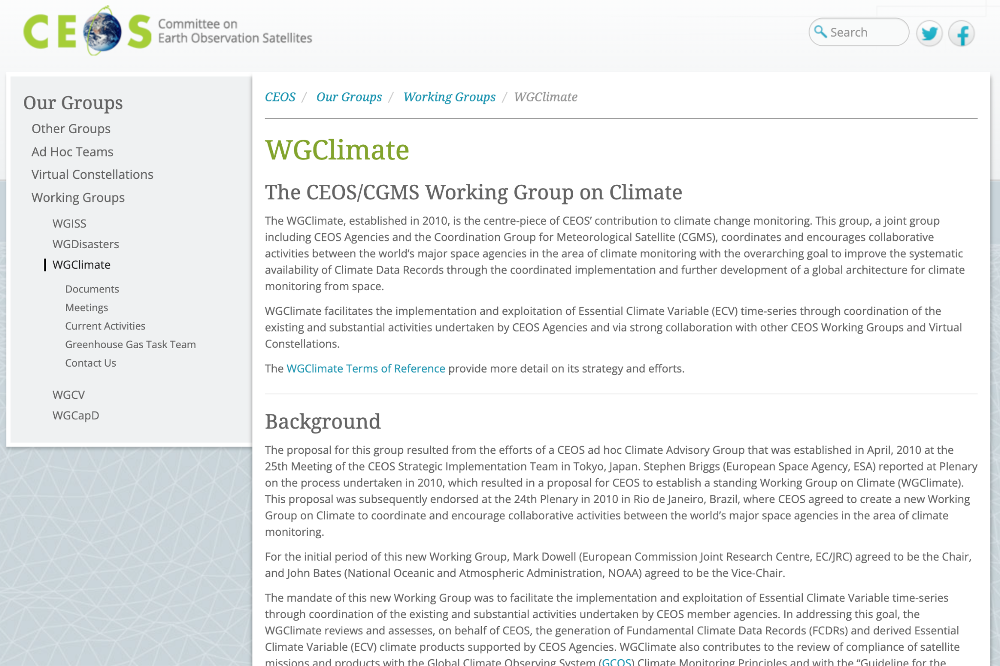 CEOS
Committee on
Earth Observation Satellites
Search
Our Groups
Other Groups
Ad Hoc Teams
Virtual Constellations
Working Groups
WGISS
WGDisasters
WGClimate
Documents
Meetings
Current Activities
Greenhouse Gas Task Team
Contact Us
WGCV
WGCapD
CEOS / Our Groups / Working Groups / WGClimate
WGClimate
The CEOS/CGMS Working Group on Climate
The WGClimate, established in 2010, is the centre-piece of CEOS’ contribution to climate change monitoring. This group, a joint group
including CEOS Agencies and the Coordination Group for Meteorological Satellite (CGMS), coordinates and encourages collaborative
activities between the world’s major space agencies in the area of climate monitoring with the overarching goal to improve the systematic
availability of Climate Data Records through the coordinated implementation and further development of a global architecture for climate
monitoring from space.
WGClimate facilitates the implementation and exploitation of Essential Climate Variable (ECV) time-series through coordination of the
existing and substantial activities undertaken by CEOS Agencies and via strong collaboration with other CEOS Working Groups and Virtual
Constellations.
The WGClimate Terms of Reference provide more detail on its strategy and efforts.
Background
The proposal for this group resulted from the efforts of a CEOS ad hoc Climate Advisory Group that was established in April, 2010 at the
25th Meeting of the CEOS Strategic Implementation Team in Tokyo, Japan. Stephen Briggs (European Space Agency, ESA) reported at Plenary
on the process undertaken in 2010, which resulted in a proposal for CEOS to establish a standing Working Group on Climate (WGClimate).
This proposal was subsequently endorsed at the 24th Plenary in 2010 in Rio de Janeiro, Brazil, where CEOS agreed to create a new Working
Group on Climate to coordinate and encourage collaborative activities between the world’s major space agencies in the area of climate
monitoring.
For the initial period of this new Working Group, Mark Dowell (European Commission Joint Research Centre, EC/JRC) agreed to be the Chair,
and John Bates (National Oceanic and Atmospheric Administration, NOAA) agreed to be the Vice-Chair.
The mandate of this new Working Group was to facilitate the implementation and exploitation of Essential Climate Variable time-series
through coordination of the existing and substantial activities undertaken by CEOS member agencies. In addressing this goal, the
WGClimate reviews and assesses, on behalf of CEOS, the generation of Fundamental Climate Data Records (FCDRs) and derived Essential
Climate Variable (ECV) climate products supported by CEOS Agencies. WGClimate also contributes to the review of compliance of satellite
missions and products with the Global Climate Observing System (GCOS) Climate Monitoring Principles and with the “Guideline for the